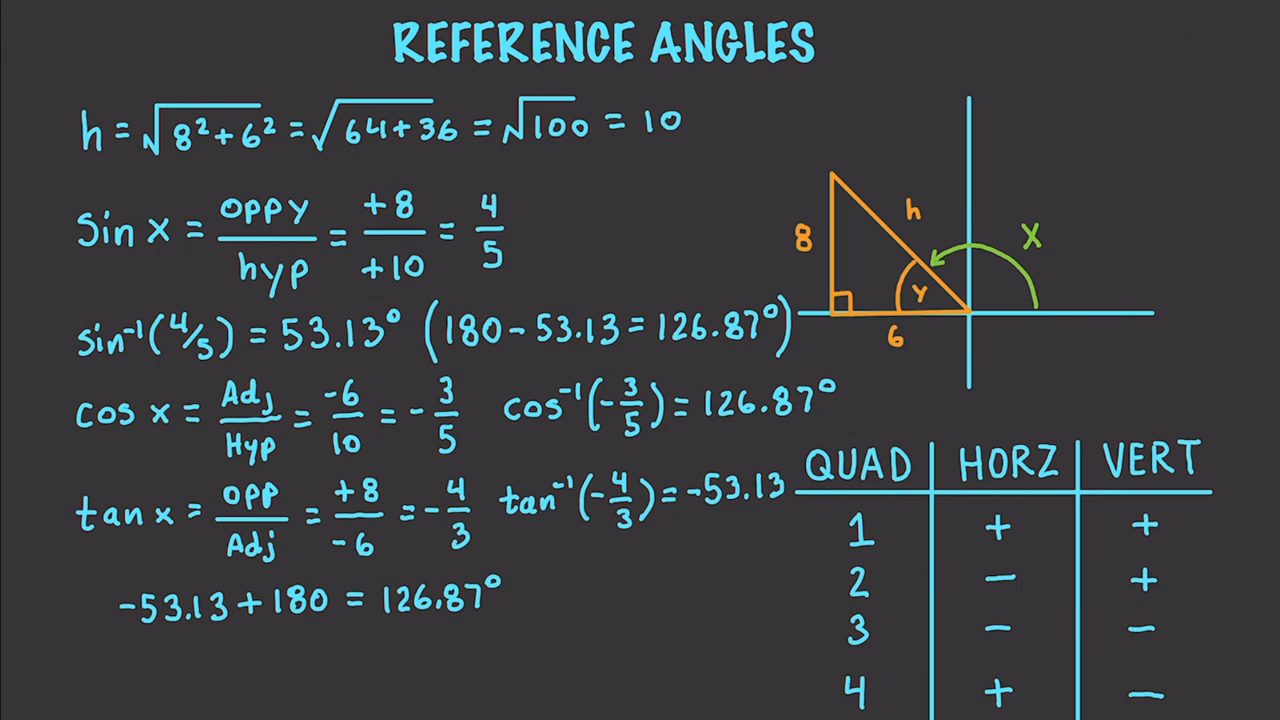 REFERENCE ANGLES
h = √8²+6² = √64+36 = √100 = 10
Sin x = oppy/hyp = +8/+10 = 4/5
sin⁻¹(4/5) = 53.13° (180-53.13=126.87°)
cos x = Adj/Hyp = -6/10 = -3/5 cos⁻¹(-3/5) = 126.87°
tan x = opp/Adj = +8/-6 = -4/3 tan⁻¹(-4/3) = -53.13
-53.13+180 = 126.87°
h
X
8
y
6
QUAD HORZ VERT
1 + +
2 - +
3 - -
4 + -